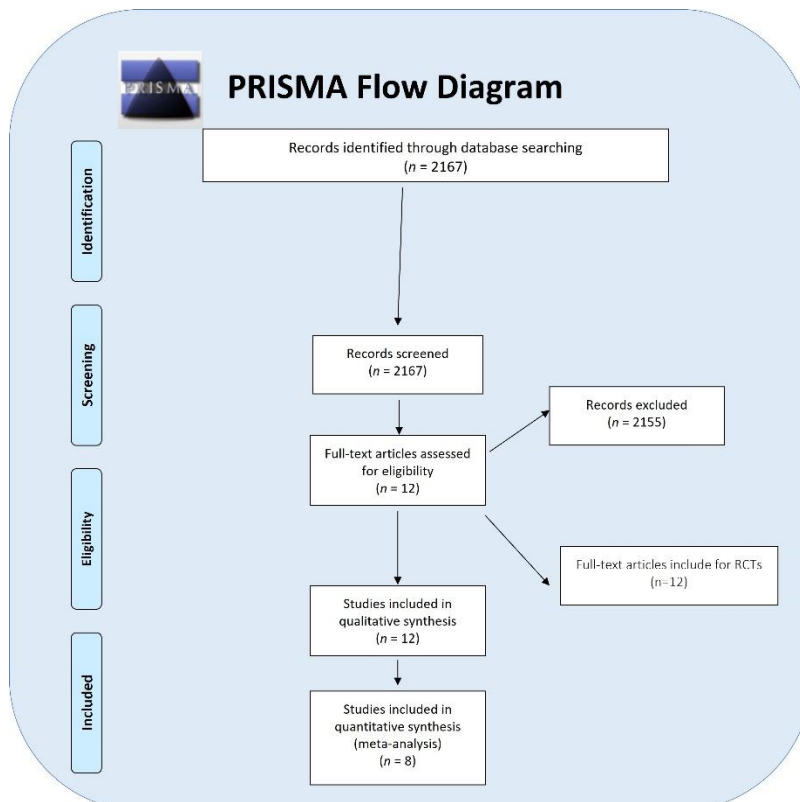 PRISMA
PRISMA Flow Diagram
Identification
Records identified through database searching
(n = 2167)
Screening
Records screened
(n = 2167)
Records excluded
(n = 2155)
Full-text articles assessed
for eligibility
(n = 12)
Eligibility
Full-text articles include for RCTs
(n=12)
Studies included in
qualitative synthesis
(n = 12)
Included
Studies included in
quantitative synthesis
(meta-analysis)
(n = 8)